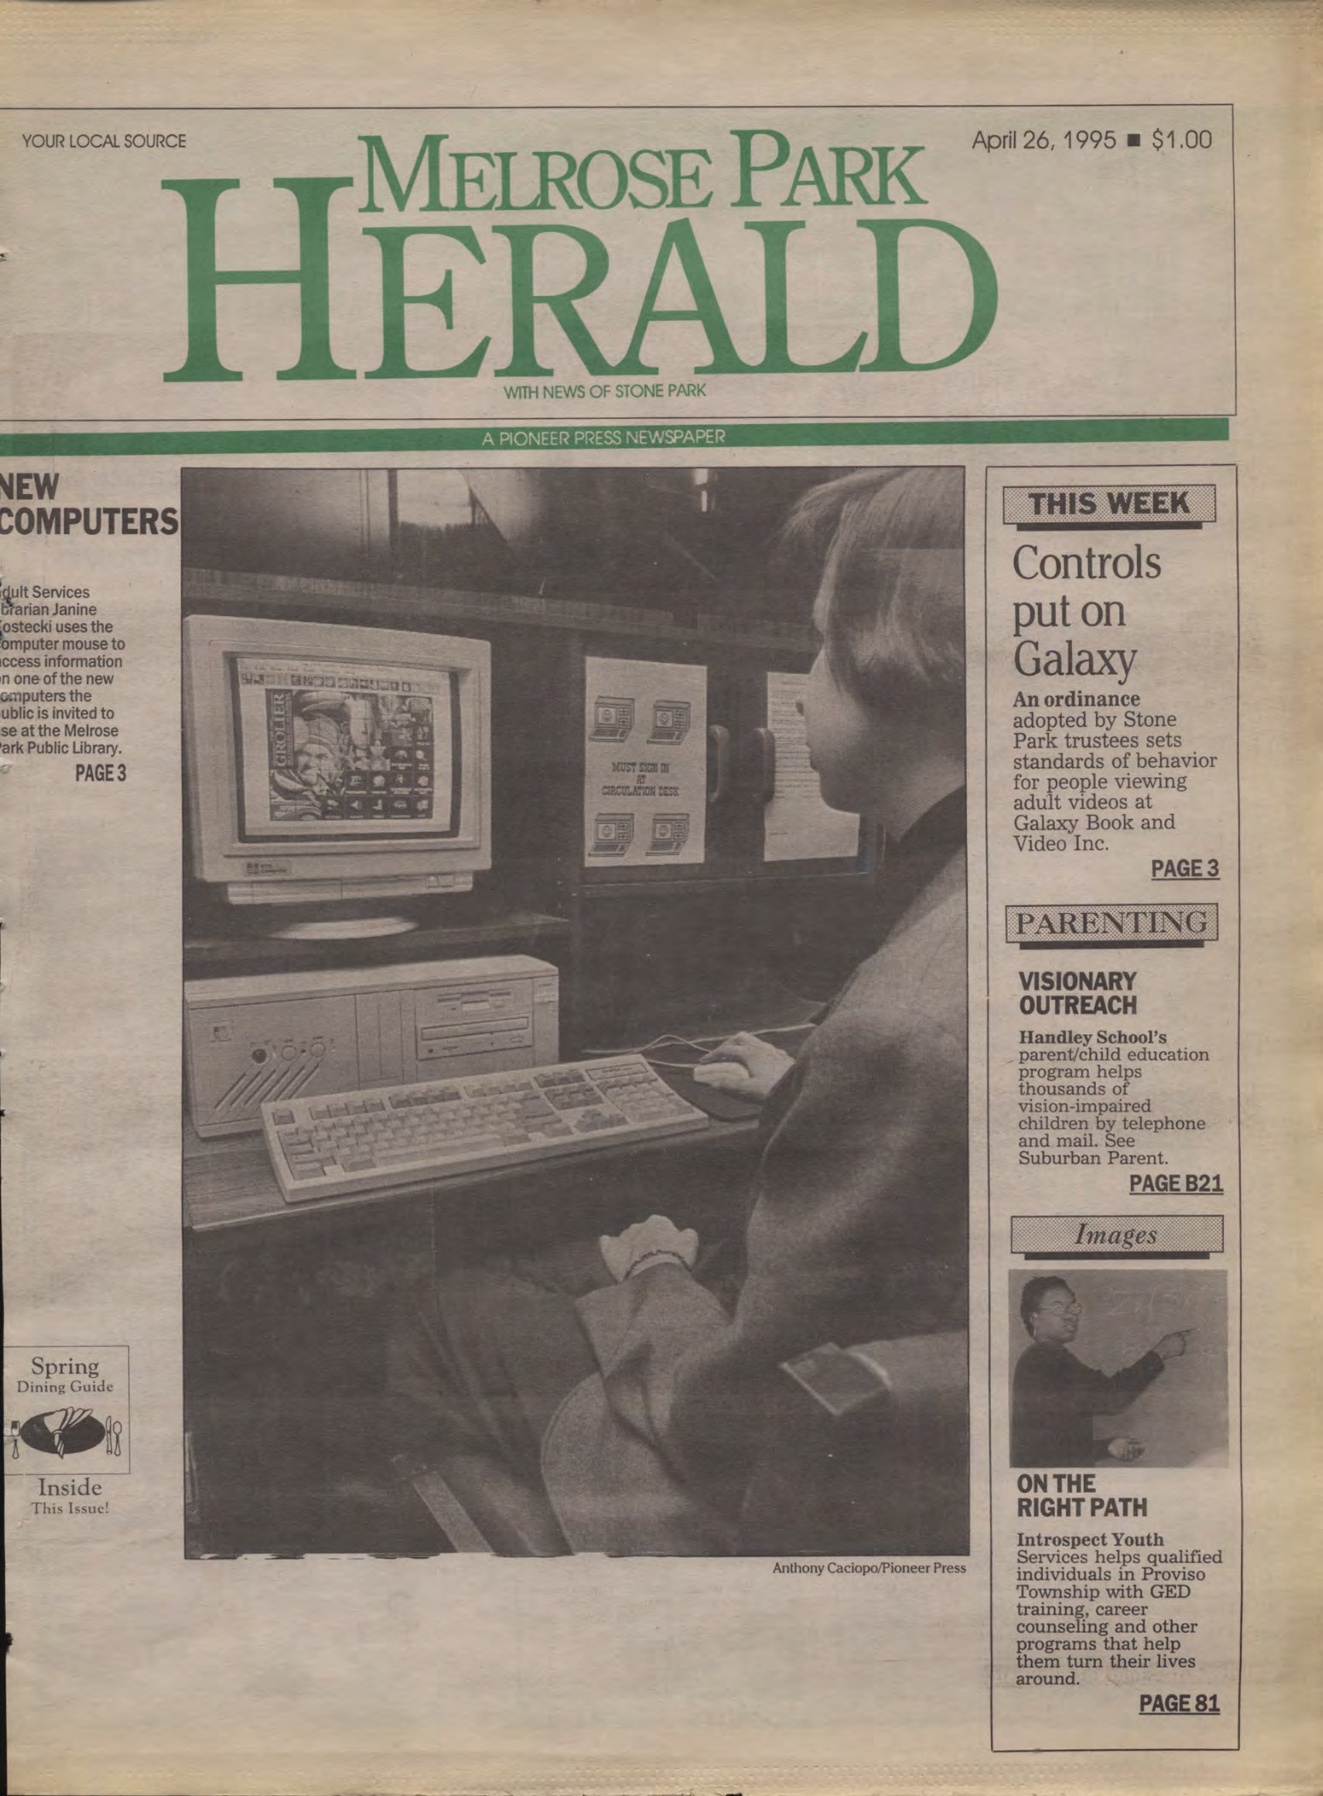 YOUR LOCAL SOURCE
April 26, 1995 ■ $1.00
MELROSE PARK
HERALD
WITH NEWS OF STONE PARK
A PIONEER PRESS NEWSPAPER
NEW
COMPUTERS
dult Services
brarian Janine
ostecki uses the
omputer mouse to
ccess information
n one of the new
omputers the
ublic is invited to
se at the Melrose
ark Public Library.
PAGE 3
GROLIER
MUST SIGN IN
AT
CIRCULATION DESK
Anthony Caciopo/Pioneer Press
Spring
Dining Guide
Inside
This Issue!
THIS WEEK
Controls
put on
Galaxy
An ordinance
adopted by Stone
Park trustees sets
standards of behavior
for people viewing
adult videos at
Galaxy Book and
Video Inc.
PAGE 3
PARENTING
VISIONARY
OUTREACH
Handley School's
parent/child education
program helps
thousands of
vision-impaired
children by telephone
and mail. See
Suburban Parent.
PAGE B21
Images
ON THE
RIGHT PATH
Introspect Youth
Services helps qualified
individuals in Proviso
Township with GED
training, career
counseling and other
programs that help
them turn their lives
around.
PAGE 81